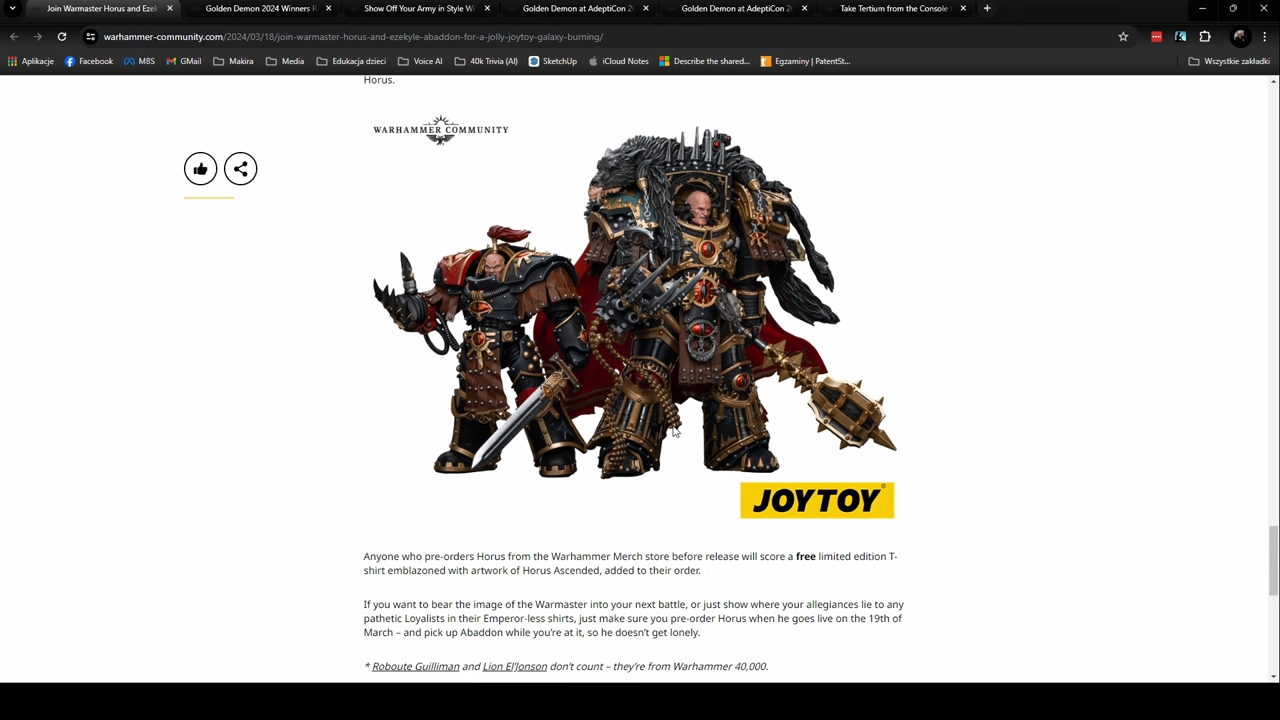 Join Warmaster Horus and Ezek
Golden Demon 2024 Winners R
Show Off Your Army in Style W
Golden Demon at AdeptiCon 2
Golden Demon at AdeptiCon 2
Take Tertium from the Console
warhammer-community.com/2024/03/18/join-warmaster-horus-and-ezekyle-abaddon-for-a-jolly-joytoy-galaxy-burning/
Aplikacje Facebook MBS GMail Makira Media Edukacja dzieci Voice AI 40k Trivia (AI) SketchUp iCloud Notes Describe the shared... Egzaminy | PatentSt... Wszystkie zakładki
Horus.
WARHAMMER COMMUNITY
JOYTOY®
Anyone who pre-orders Horus from the Warhammer Merch store before release will score a free limited edition T-
shirt emblazoned with artwork of Horus Ascended, added to their order.
If you want to bear the image of the Warmaster into your next battle, or just show where your allegiances lie to any
pathetic Loyalists in their Emperor-less shirts, just make sure you pre-order Horus when he goes live on the 19th of
March – and pick up Abaddon while you're at it, so he doesn't get lonely.
* Roboute Guilliman and Lion El'Jonson don't count – they're from Warhammer 40,000.